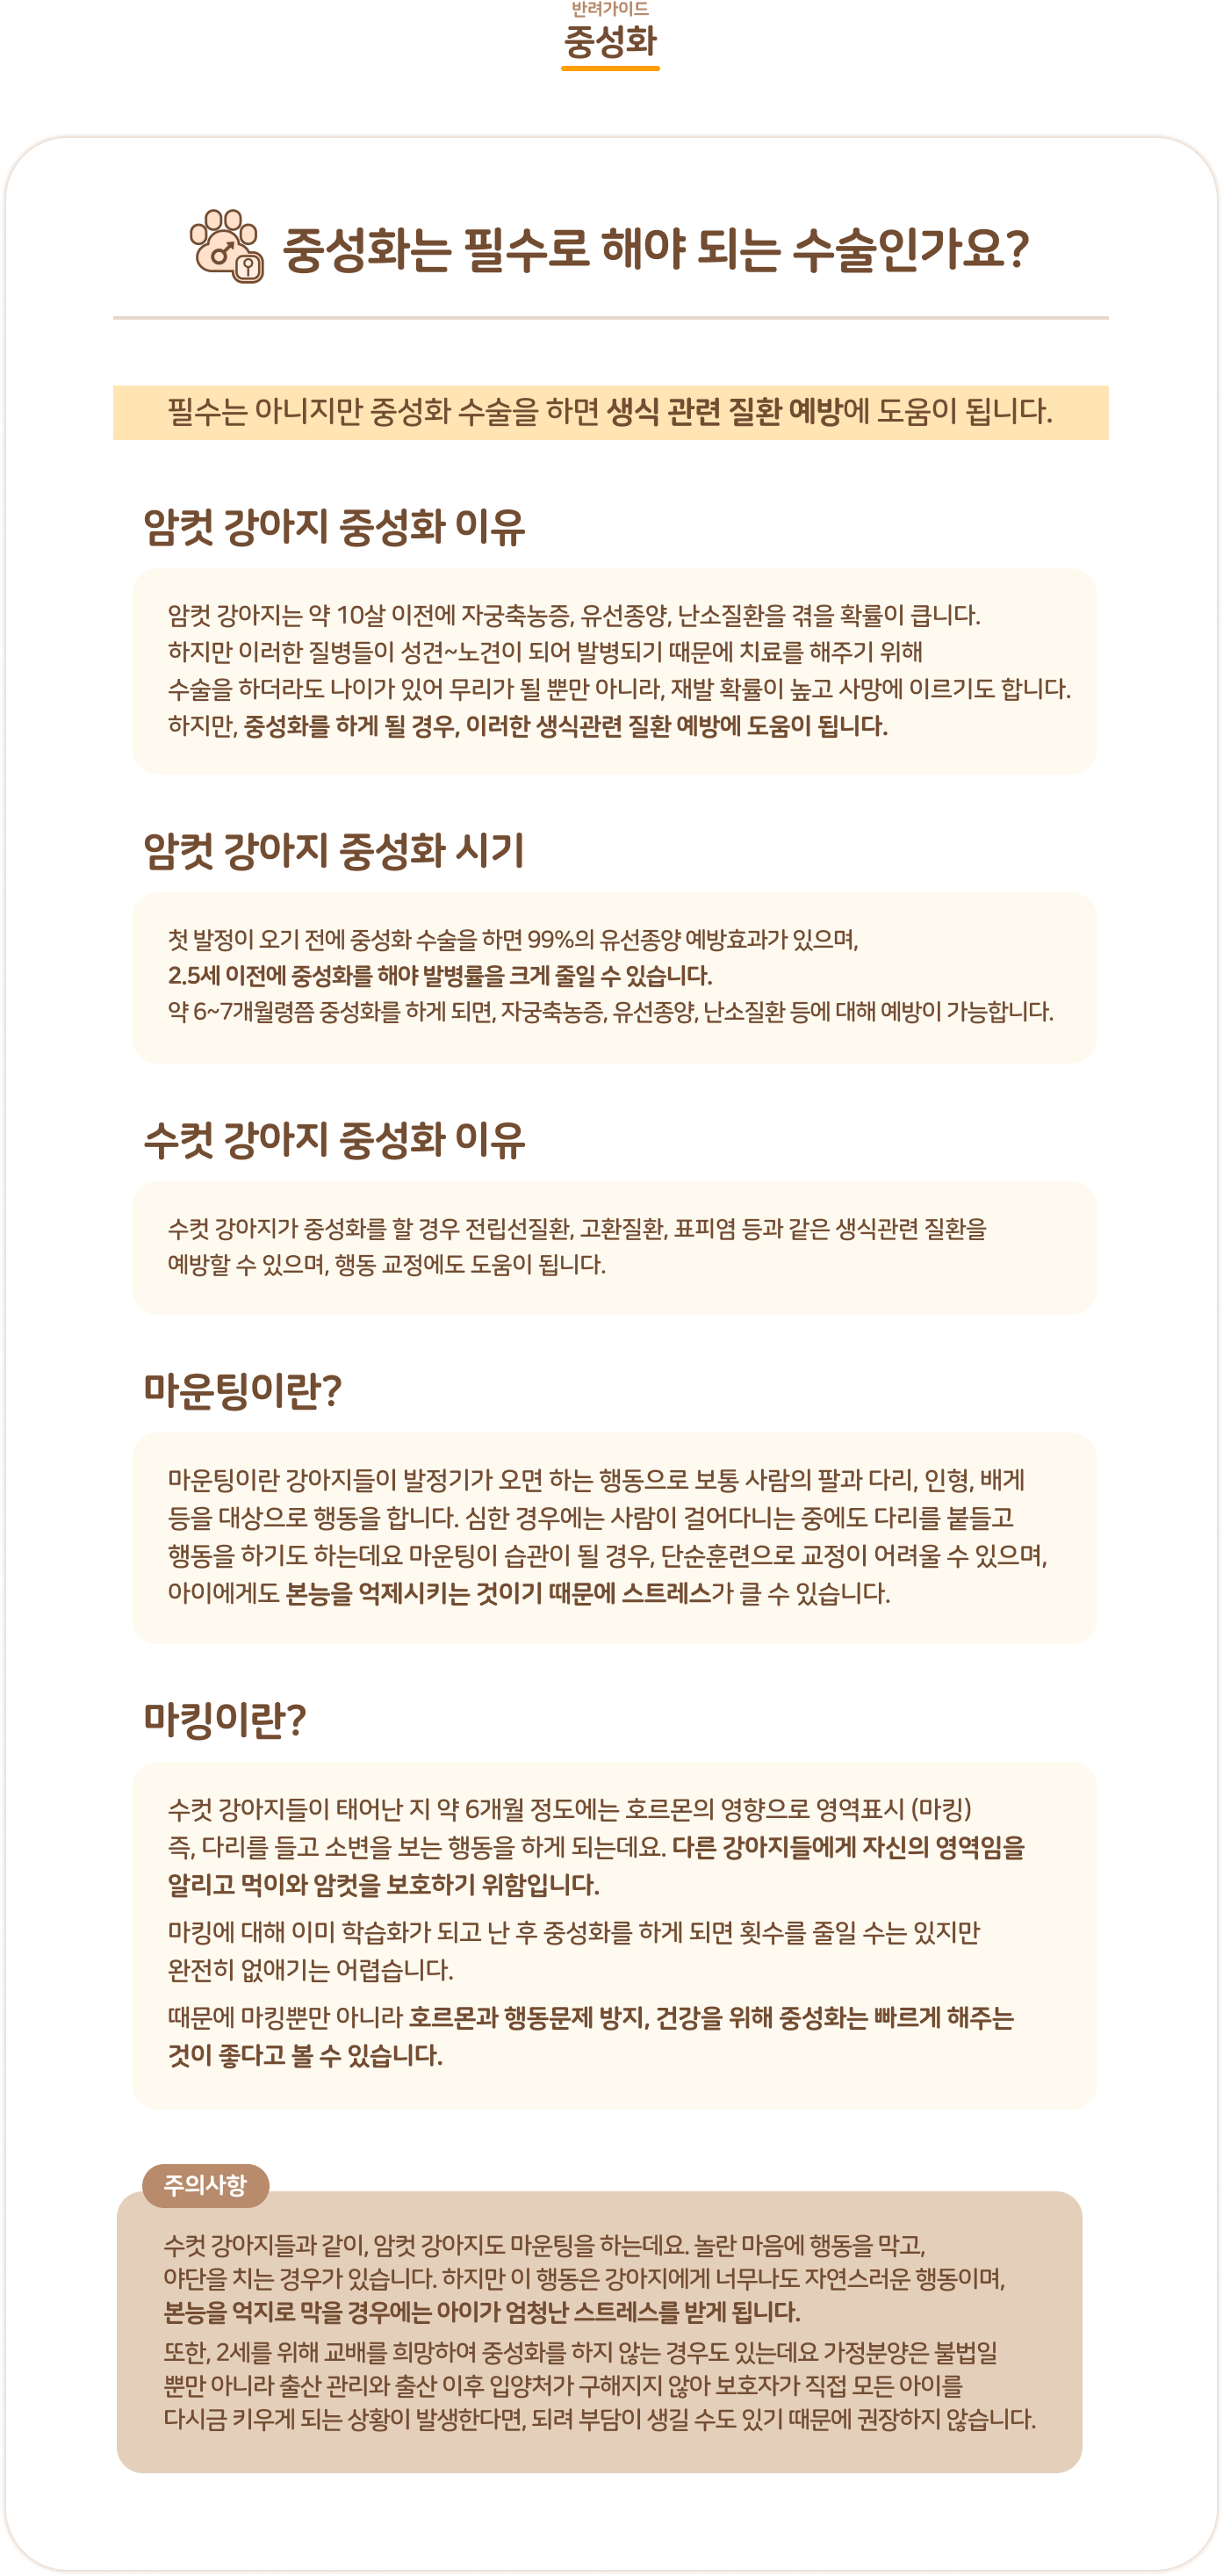 반려가이드
중성화
중성화는 필수로 해야 되는 수술인가요?
필수는 아니지만 중성화 수술을 하면 생식 관련 질환 예방에 도움이 됩니다.
암컷 강아지 중성화 이유
암컷 강아지는 약 10살 이전에 자궁축농증, 유선종양, 난소질환을 겪을 확률이 큽니다.
하지만 이러한 질병들이 성견~노견이 되어 발병되기 때문에 치료를 해주기 위해
수술을 하더라도 나이가 있어 무리가 될 뿐만 아니라, 재발 확률이 높고 사망에 이르기도 합니다.
하지만, 중성화를 하게 될 경우, 이러한 생식관련 질환 예방에 도움이 됩니다.
암컷 강아지 중성화 시기
첫 발정이 오기 전에 중성화 수술을 하면 99%의 유선종양 예방효과가 있으며,
2.5세 이전에 중성화를 해야 발병률을 크게 줄일 수 있습니다.
약 6~7개월령쯤 중성화를 하게 되면, 자궁축농증, 유선종양, 난소질환 등에 대해 예방이 가능합니다.
수컷 강아지 중성화 이유
수컷 강아지가 중성화를 할 경우 전립선질환, 고환질환, 표피염 등과 같은 생식관련 질환을
예방할 수 있으며, 행동 교정에도 도움이 됩니다.
마운팅이란?
마운팅이란 강아지들이 발정기가 오면 하는 행동으로 보통 사람의 팔과 다리, 인형, 배게
등을 대상으로 행동을 합니다. 심한 경우에는 사람이 걸어다니는 중에도 다리를 붙들고
행동을 하기도 하는데요 마운팅이 습관이 될 경우, 단순훈련으로 교정이 어려울 수 있으며,
아이에게도 본능을 억제시키는 것이기 때문에 스트레스가 클 수 있습니다.
마킹이란?
수컷 강아지들이 태어난 지 약 6개월 정도에는 호르몬의 영향으로 영역표시 (마킹)
즉, 다리를 들고 소변을 보는 행동을 하게 되는데요. 다른 강아지들에게 자신의 영역임을
알리고 먹이와 암컷을 보호하기 위함입니다.
마킹에 대해 이미 학습화가 되고 난 후 중성화를 하게 되면 횟수를 줄일 수는 있지만
완전히 없애기는 어렵습니다.
때문에 마킹뿐만 아니라 호르몬과 행동문제 방지, 건강을 위해 중성화는 빠르게 해주는
것이 좋다고 볼 수 있습니다.
주의사항
수컷 강아지들과 같이, 암컷 강아지도 마운팅을 하는데요. 놀란 마음에 행동을 막고,
야단을 치는 경우가 있습니다. 하지만 이 행동은 강아지에게 너무나도 자연스러운 행동이며,
본능을 억지로 막을 경우에는 아이가 엄청난 스트레스를 받게 됩니다.
또한, 2세를 위해 교배를 희망하여 중성화를 하지 않는 경우도 있는데요 가정분양은 불법일
뿐만 아니라 출산 관리와 출산 이후 입양처가 구해지지 않아 보호자가 직접 모든 아이를
다시금 키우게 되는 상황이 발생한다면, 되려 부담이 생길 수도 있기 때문에 권장하지 않습니다.